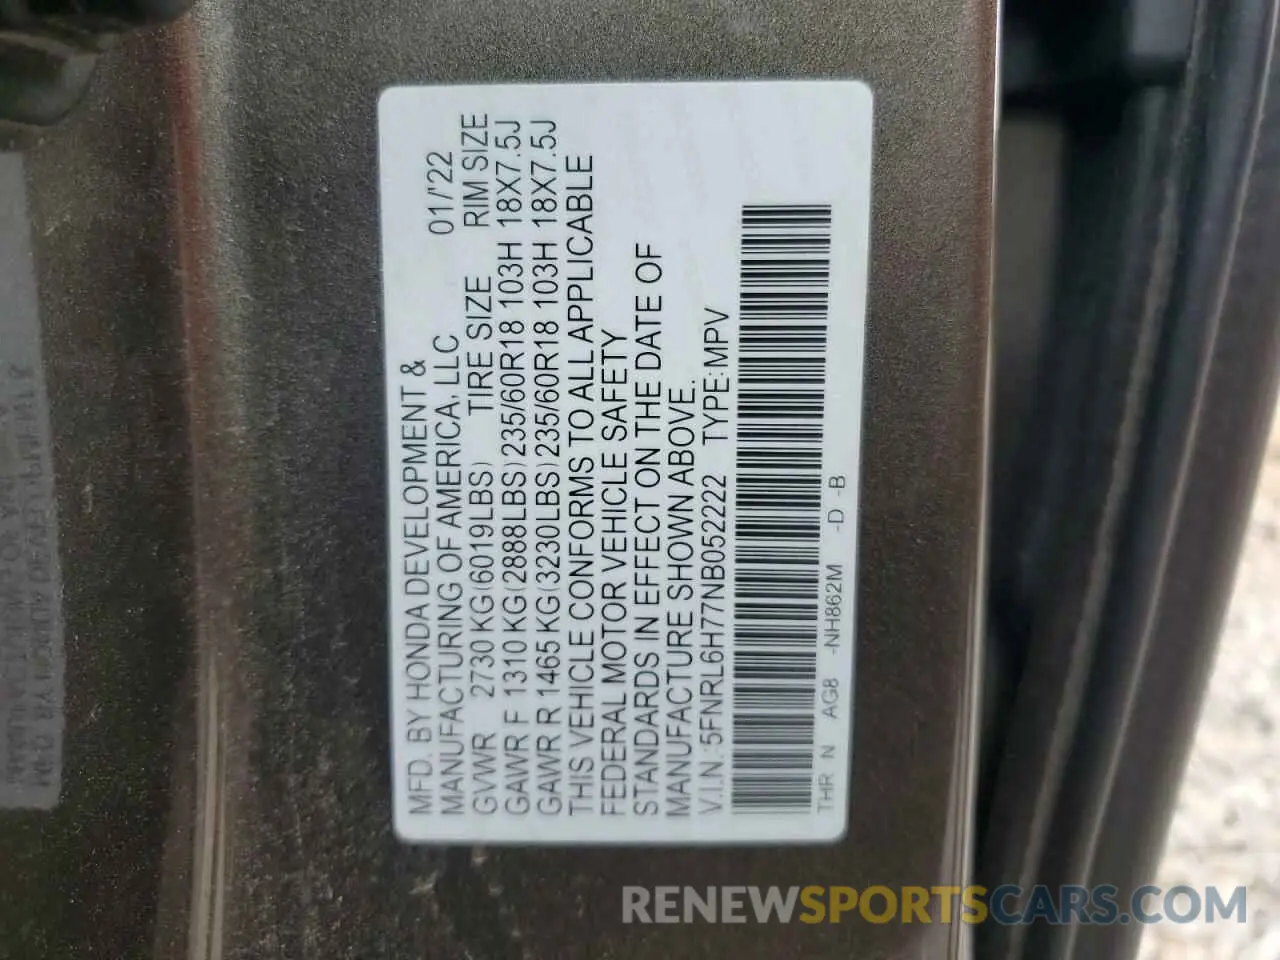 MFD. BY HONDA DEVELOPMENT &
MANUFACTURING OF AMERICA, LLC 01/'22
GVWR 2730 KG (6019LBS) TIRE SIZE RIM SIZE
GAWR F 1310 KG (2888LBS) 235/60R18 103H 18X7.5J
GAWR R 1465 KG (3230LBS) 235/60R18 103H 18X7.5J
THIS VEHICLE CONFORMS TO ALL APPLICABLE
FEDERAL MOTOR VEHICLE SAFETY
STANDARDS IN EFFECT ON THE DATE OF
MANUFACTURE SHOWN ABOVE.
V.I.N.: 5FNRL6H77NB052222 TYPE: MPV
THR N AG8 -NH862M -D -B
RENEWSPORTSCARS.COM